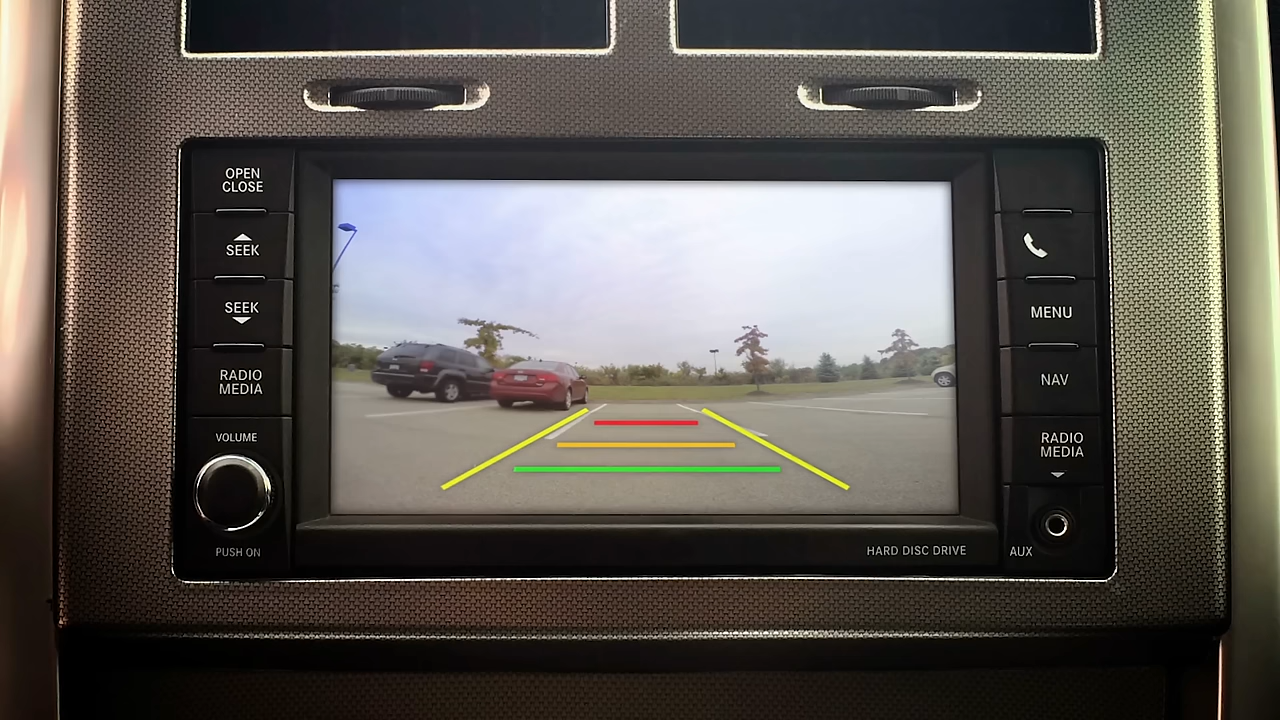 OPEN
CLOSE
SEEK
SEEK
RADIO
MEDIA
VOLUME
PUSH ON
MENU
NAV
RADIO
MEDIA
AUX
HARD DISC DRIVE